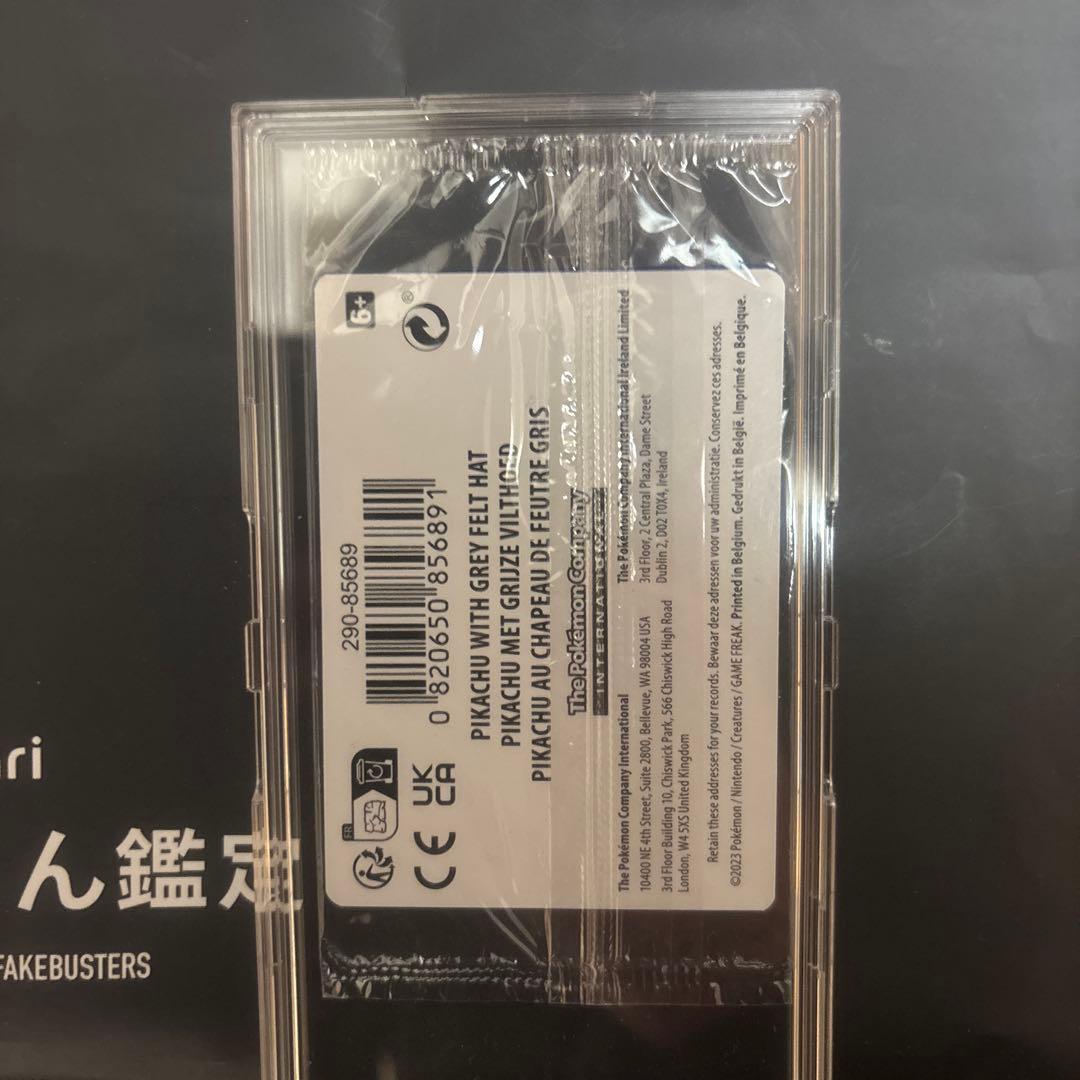 6+
290-85689
0 820650 856891
PIKACHU WITH GREY FELT HAT
PIKACHU MET GRIJZE VILTHOED
PIKACHU AU CHAPEAU DE FEUTRE GRIS
FR
UK
CA
CE
The Pokémon Company
INTERNATIONAL
The Pokémon Company International
10400 NE 4th Street, Suite 2800, Bellevue, WA 98004 USA
3rd Floor Building 10, Chiswick Park, 566 Chiswick High Road
London, W4 5XS United Kingdom
The Pokémon Company International Ireland Limited
3rd Floor, 2 Central Plaza, Dame Street
Dublin 2, D02 T0X4, Ireland
Retain these addresses for your records. Bewaar deze adressen voor uw administratie. Conservez ces adresses.
©2023 Pokémon / Nintendo / Creatures / GAME FREAK. Printed in Belgium. Gedrukt in België. Imprimé en Belgique.
ri
ん鑑定
FAKEBUSTERS